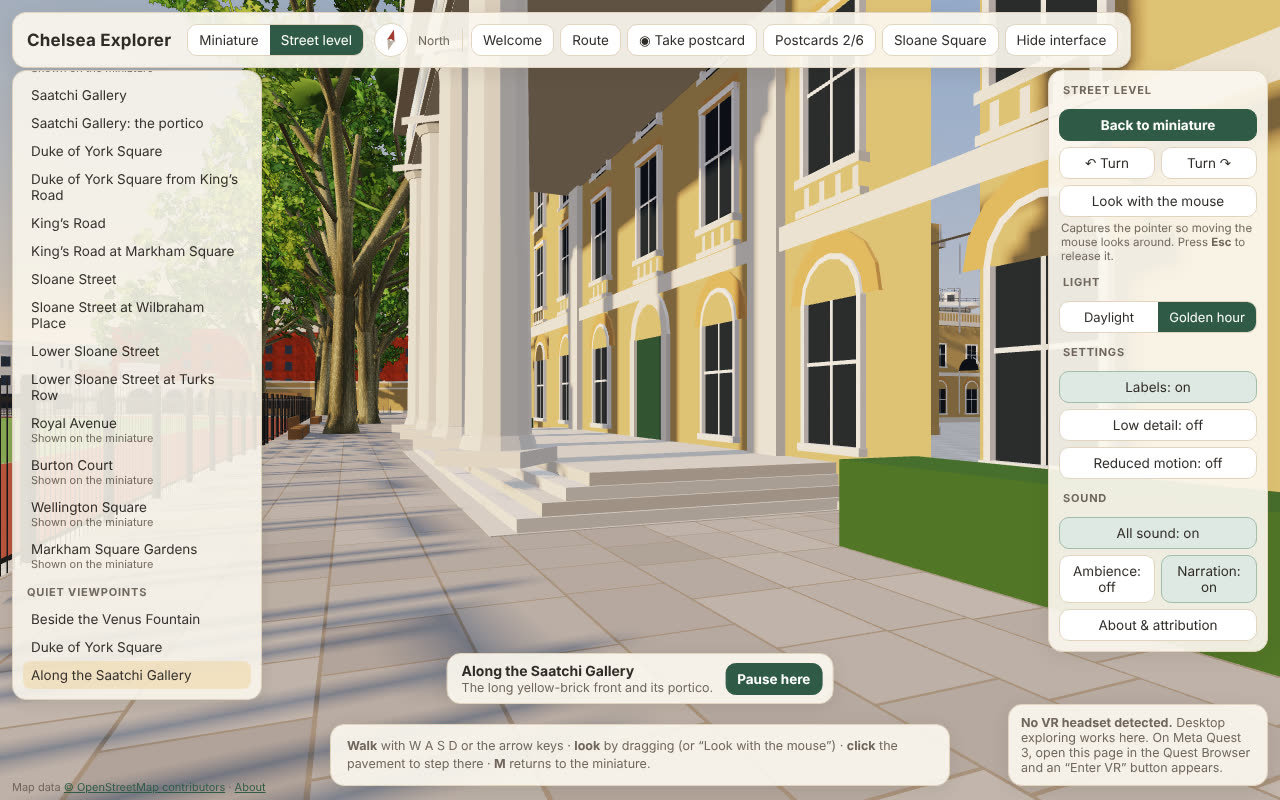 Chelsea Explorer
Miniature
Street level
North
Welcome
Route
◉ Take postcard
Postcards 2/6
Sloane Square
Hide interface
Shown on the miniature
Saatchi Gallery
Saatchi Gallery: the portico
Duke of York Square
Duke of York Square from King’s
Road
King’s Road
King’s Road at Markham Square
Sloane Street
Sloane Street at Wilbraham
Place
Lower Sloane Street
Lower Sloane Street at Turks
Row
Royal Avenue
Shown on the miniature
Burton Court
Shown on the miniature
Wellington Square
Shown on the miniature
Markham Square Gardens
Shown on the miniature
QUIET VIEWPOINTS
Beside the Venus Fountain
Duke of York Square
Along the Saatchi Gallery
STREET LEVEL
Back to miniature
↶ Turn
Turn ↷
Look with the mouse
Captures the pointer so moving the
mouse looks around. Press Esc to
release it.
LIGHT
Daylight
Golden hour
SETTINGS
Labels: on
Low detail: off
Reduced motion: off
SOUND
All sound: on
Ambience:
off
Narration:
on
About & attribution
Along the Saatchi Gallery
The long yellow-brick front and its portico.
Pause here
Walk with W A S D or the arrow keys · look by dragging (or “Look with the mouse”) · click the
pavement to step there · M returns to the miniature.
No VR headset detected. Desktop
exploring works here. On Meta Quest
3, open this page in the Quest Browser
and an “Enter VR” button appears.
Map data © OpenStreetMap contributors · About